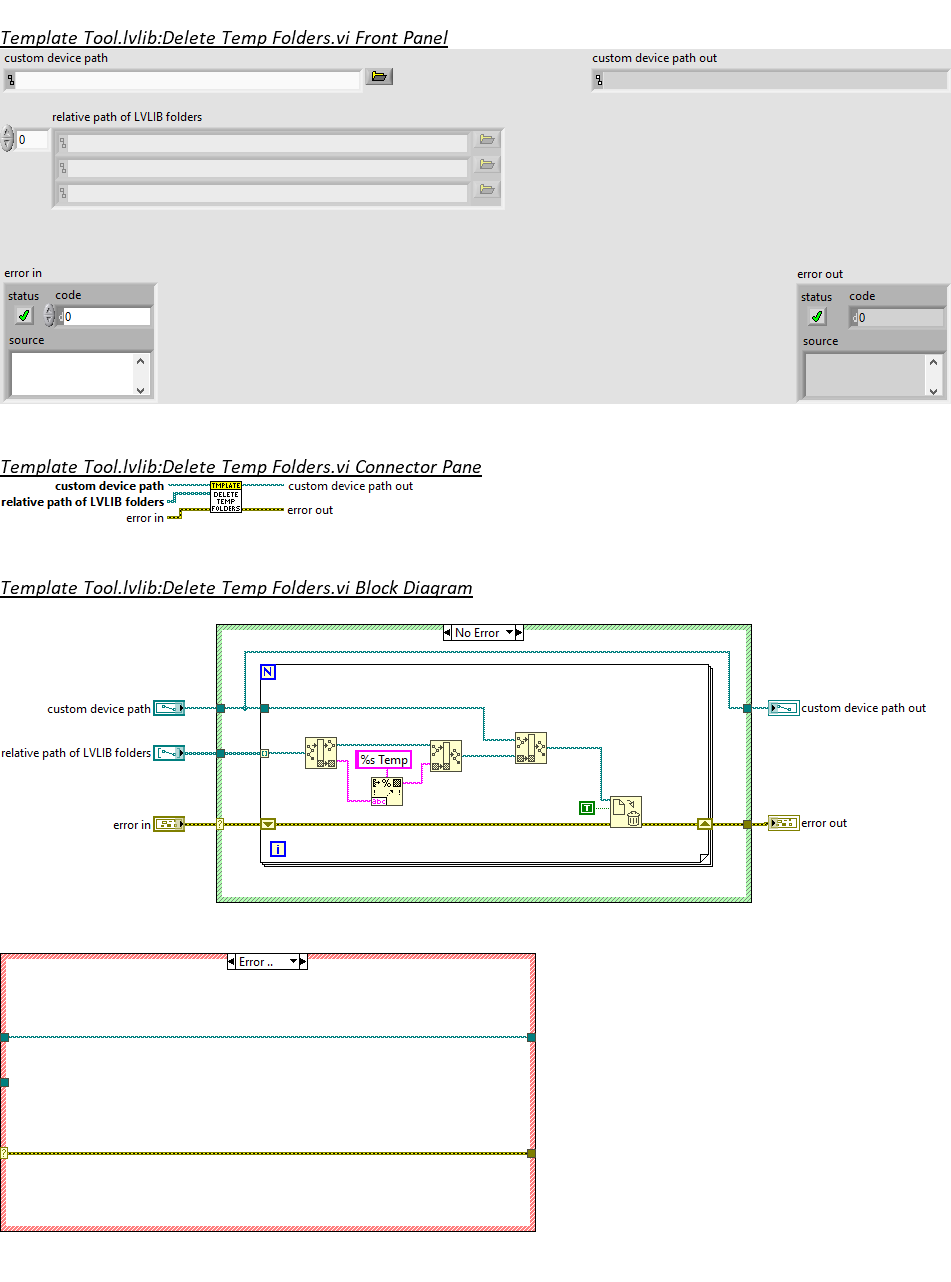 Template Tool.lvlib:Delete Temp Folders.vi Front Panel
custom device path
custom device path out
relative path of LVLIB folders
0
error in
error out
status code
status code
0
0
source
source
Template Tool.lvlib:Delete Temp Folders.vi Connector Pane
custom device path
TMPLATE
custom device path out
relative path of LVLIB folders
DELETE
TEMP
FOLDERS
error in
error out
Template Tool.lvlib:Delete Temp Folders.vi Block Diagram
No Error
N
custom device path
custom device path out
relative path of LVLIB folders
%s Temp
%
abc
T
error in
?
error out
i
Error ..
?